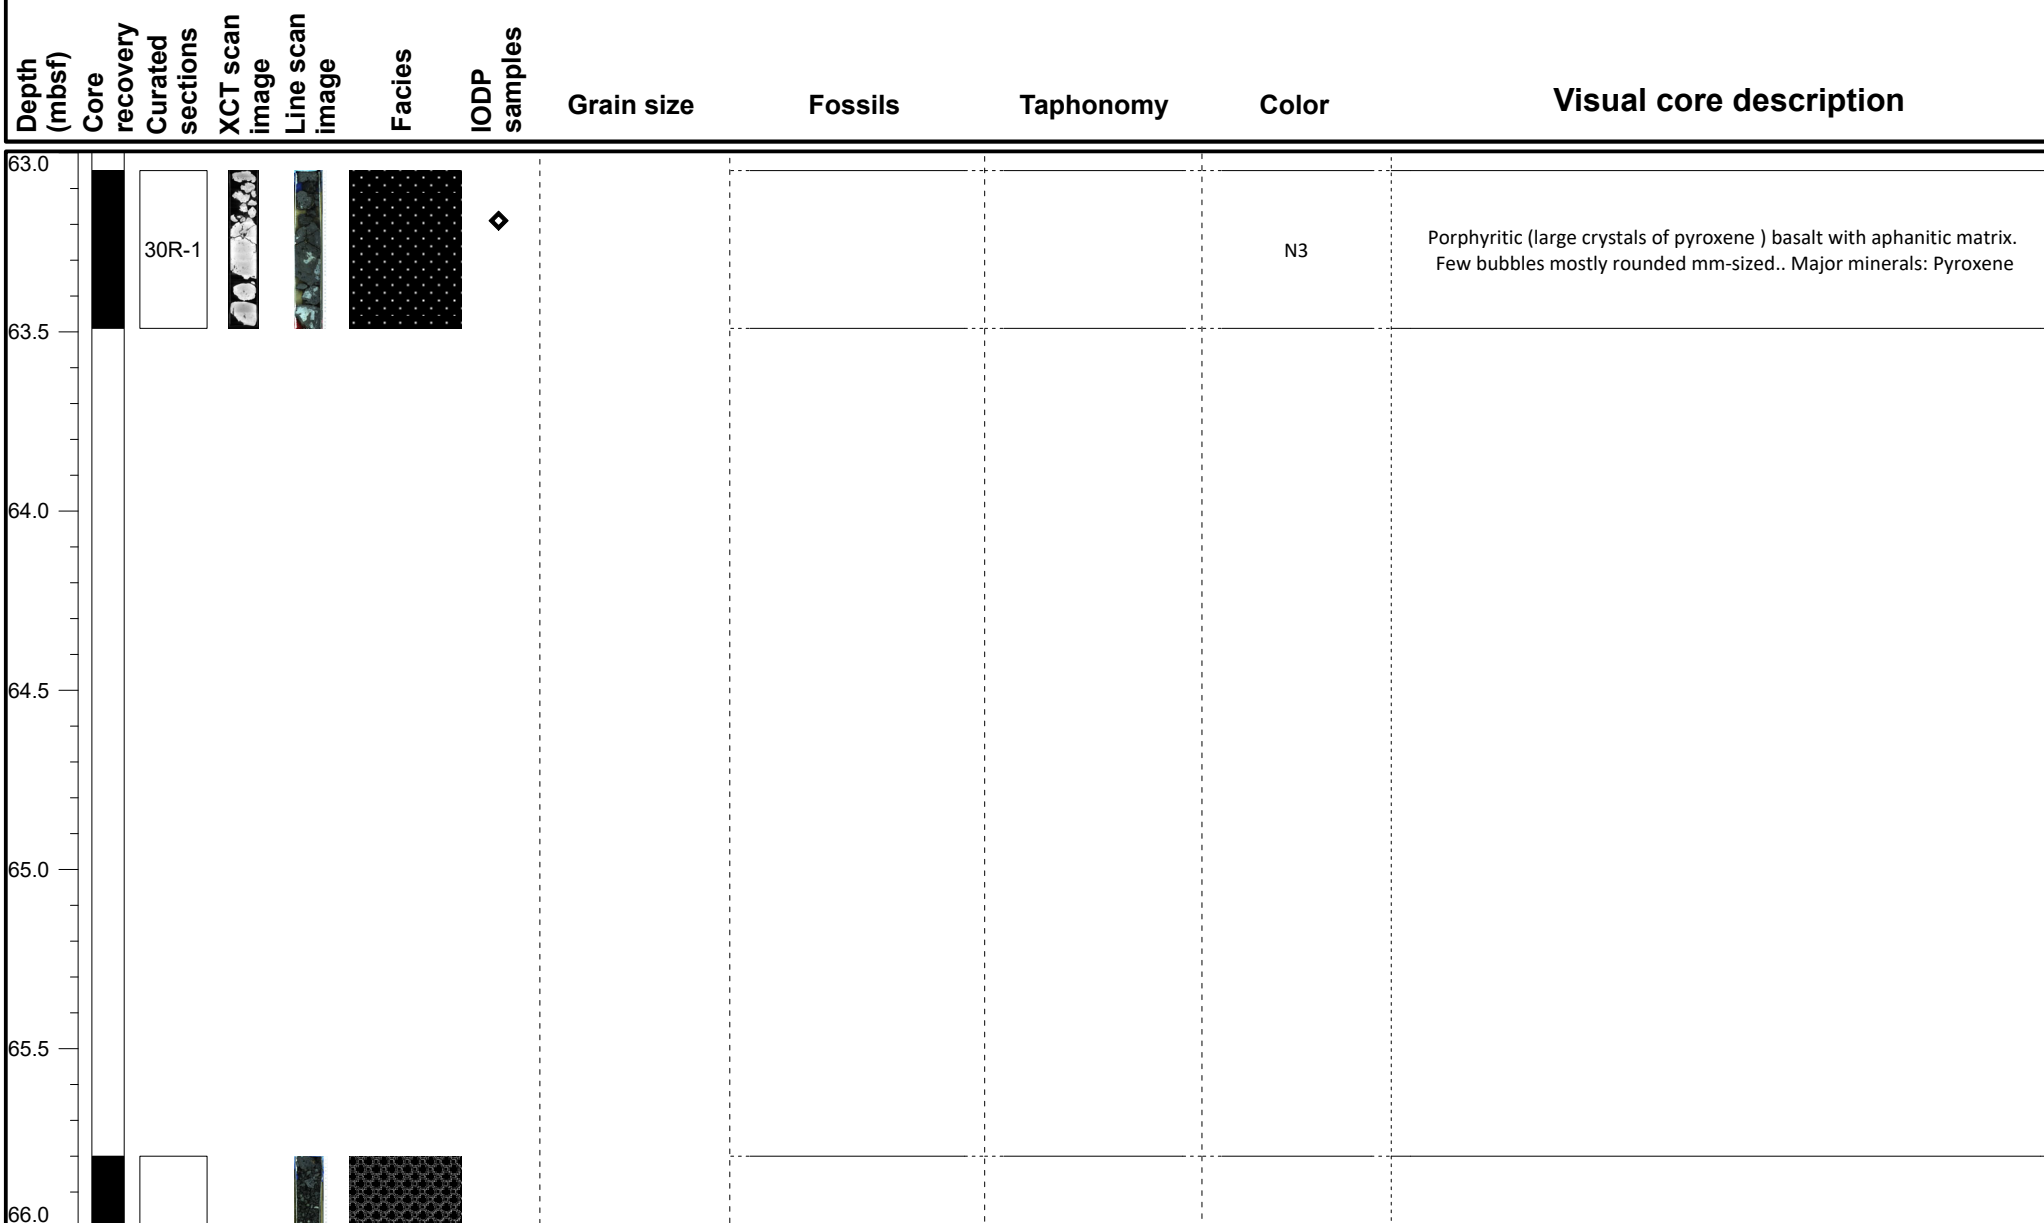 Depth (mbsf)
Core recovery
Curated sections
XCT scan image
Line scan image
Facies
IODP samples
Grain size
Fossils
Taphonomy
Color
Visual core description
63.0
30R-1
N3
Porphyritic (large crystals of pyroxene ) basalt with aphanitic matrix.
Few bubbles mostly rounded mm-sized.. Major minerals: Pyroxene
63.5
64.0
64.5
65.0
65.5
66.0